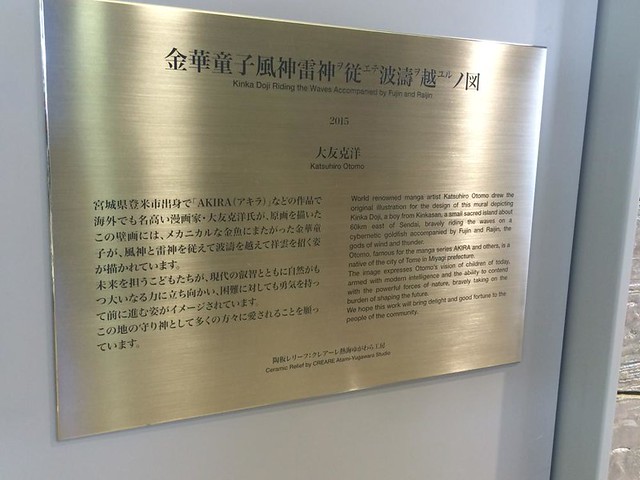 金華童子風神雷神ヲ従エテ波濤ヲ越エルノ図
Kinka Doji Riding the Waves Accompanied by Fujin and Raijin
2015
大友克洋
Katsuhiro Otomo
宮城県登米市出身で「AKIRA（アキラ）」などの作品で
海外でも名高い漫画家・大友克洋氏が、原画を描いた
この壁画には、メカニカルな金魚にまたがった金華童
子が、風神と雷神を従えて波濤を越えて祥雲を招く姿
が描かれています。
未来を担うこどもたちが、現代の叡智とともに自然がも
つ大いなる力に立ち向かい、困難に対しても勇気を持っ
て前に進む姿がイメージされています。
この地の守り神として多くの方々に愛されることを願っ
ています。
World renowned manga artist Katsuhiro Otomo drew the
original illustration for the design of this mural depicting
Kinka Doji, a boy from Kinkasan, a small sacred island about
60km east of Sendai, bravely riding the waves on a
cybernetic goldfish accompanied by Fujin and Raijin, the
gods of wind and thunder.
Otomo, famous for the manga series AKIRA and others, is a
native of the city of Tome in Miyagi prefecture.
The image expresses Otomo's vision of children of today,
armed with modern intelligence and the ability to contend
with the powerful forces of nature, bravely taking on the
burden of shaping the future.
We hope this work will bring delight and good fortune to the
people of the community.
陶板レリーフ：クレアーレ熱海ゆがわら工房
Ceramic Relief by CREARE Atami-Yugawara Studio